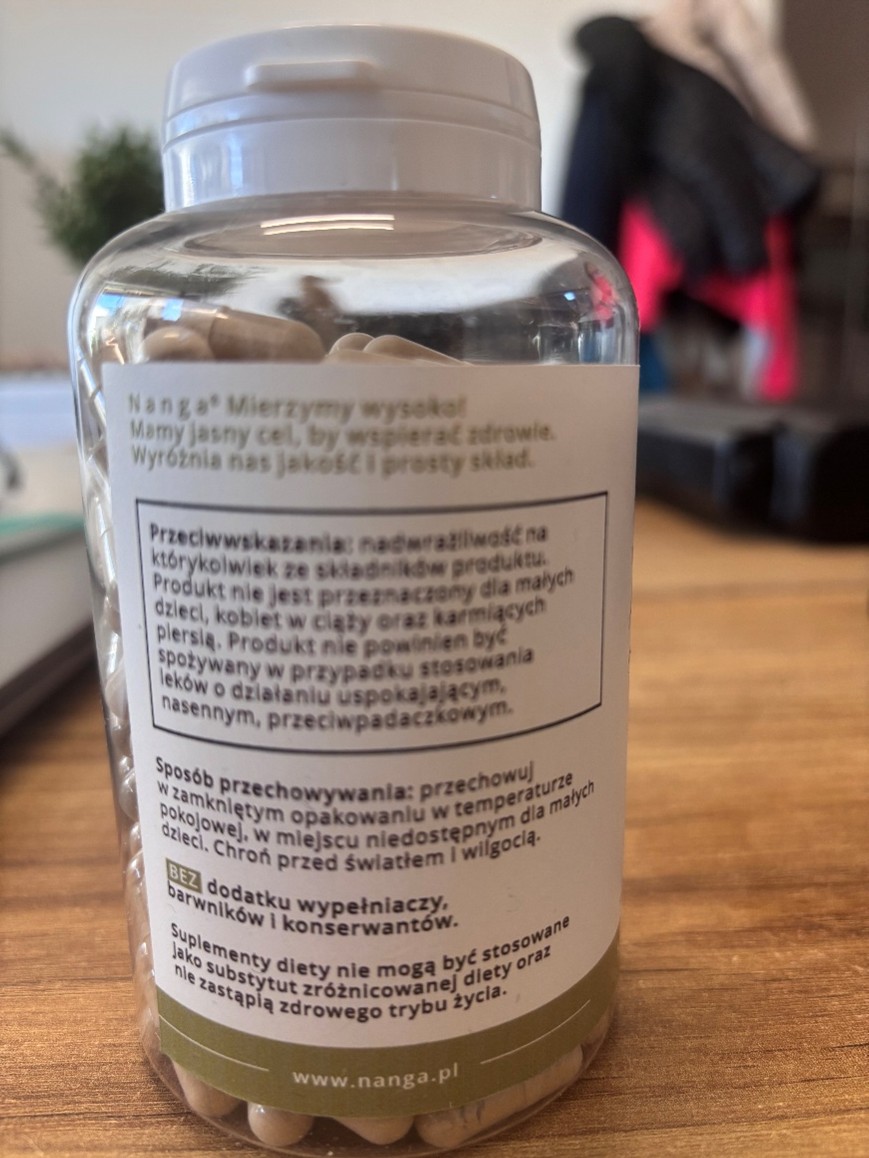 Nanga® Mierzymy wysoko!
Mamy jasny cel, by wspierać zdrowie.
Wyróżnia nas jakość i prosty skład.
Przeciwwskazania: nadwrażliwość na
którykolwiek ze składników produktu.
Produkt nie jest przeznaczony dla małych
dzieci, kobiet w ciąży oraz karmiących
piersią. Produkt nie powinien być
spożywany w przypadku stosowania
leków o działaniu uspokajającym,
nasennym, przeciwpadaczkowym.
Sposób przechowywania: przechowuj
w zamkniętym opakowaniu w temperaturze
pokojowej, w miejscu niedostępnym dla małych
dzieci. Chroń przed światłem i wilgocią.
BEZ dodatku wypełniaczy,
barwników i konserwantów.
Suplementy diety nie mogą być stosowane
jako substytut zróżnicowanej diety oraz
nie zastąpią zdrowego trybu życia.
www.nanga.pl